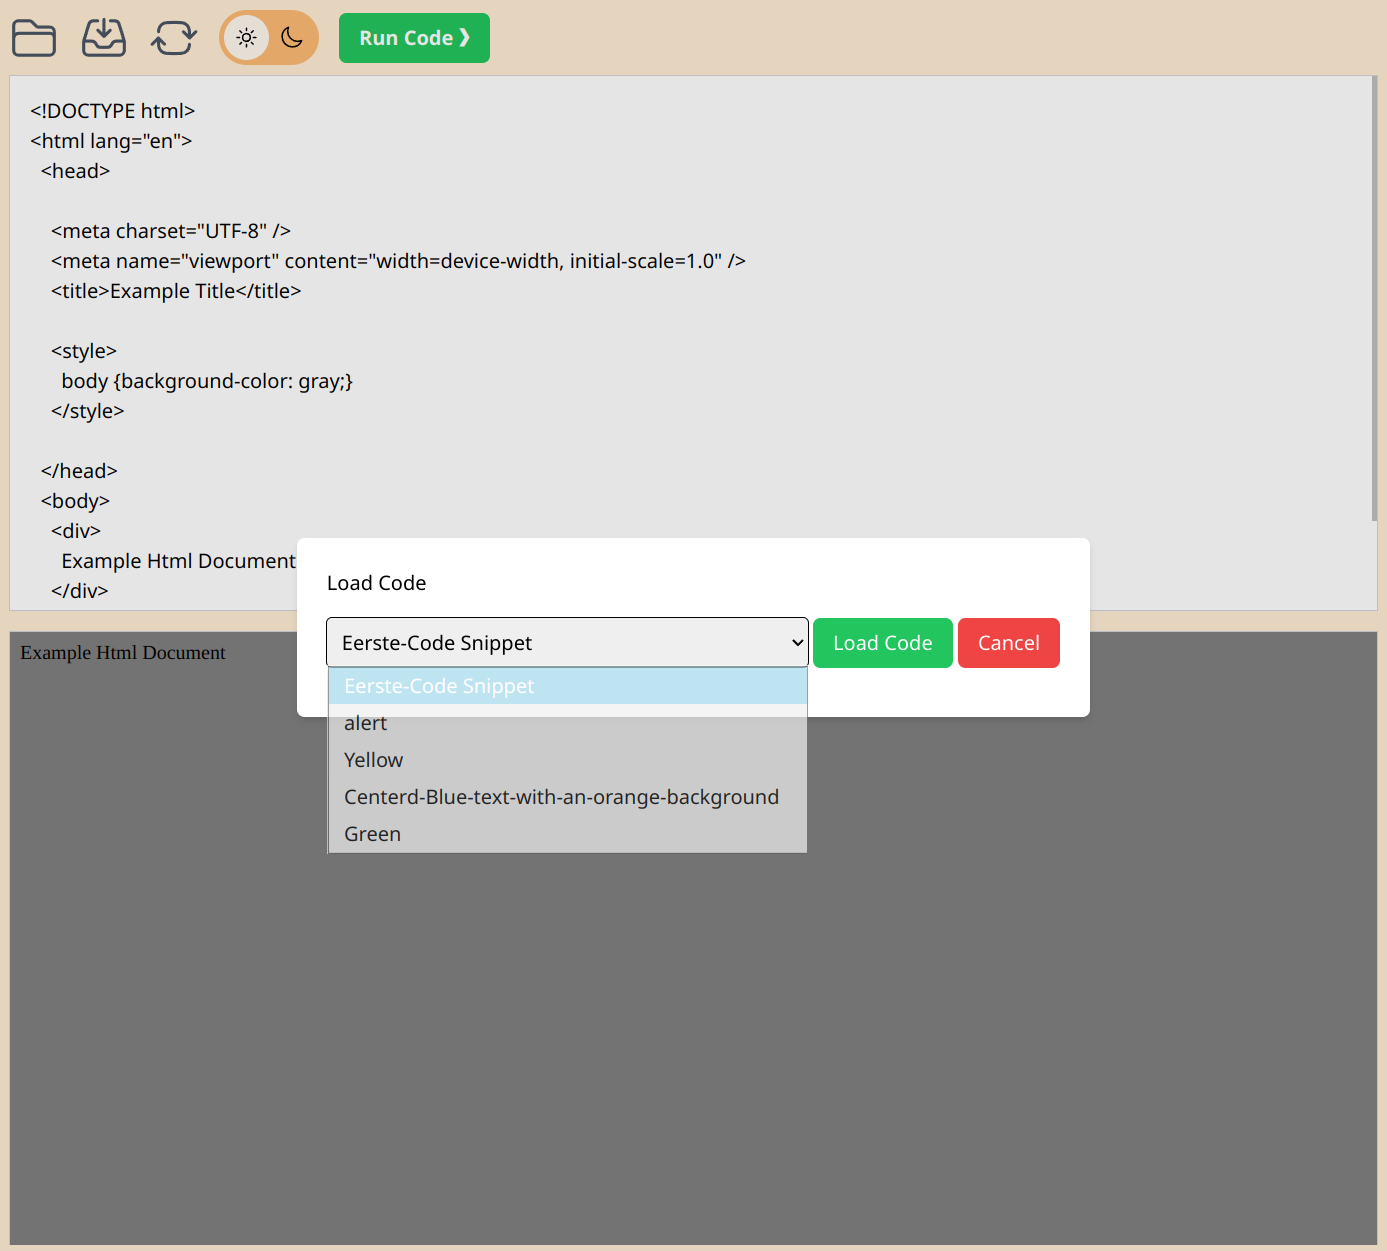 Run Code ❯
<!DOCTYPE html>
<html lang="en">
<head>
<meta charset="UTF-8" />
<meta name="viewport" content="width=device-width, initial-scale=1.0" />
<title>Example Title</title>
<style>
body {background-color: gray;}
</style>
</head>
<body>
<div>
Example Html Document
</div>
Load Code
Eerste-Code Snippet
Load Code
Cancel
Eerste-Code Snippet
alert
Yellow
Centerd-Blue-text-with-an-orange-background
Green
Example Html Document